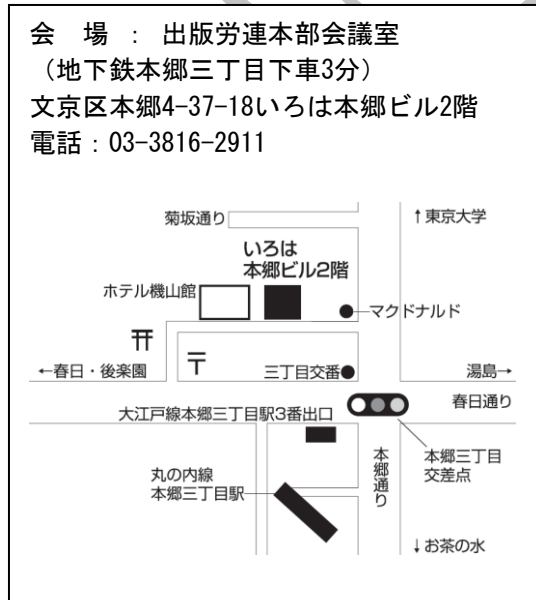 会　場　：　出版労連本部会議室
（地下鉄本郷三丁目下車3分）
文京区本郷4-37-18いろは本郷ビル2階
電話：03-3816-2911
菊坂通り
↑東京大学
いろは
本郷ビル2階
ホテル機山館
マクドナルド
〒
三丁目交番
←春日・後楽園
湯島→
春日通り
大江戸線本郷三丁目駅3番出口
本郷三丁目
交差点
本郷通り
丸の内線
本郷三丁目駅
↓お茶の水